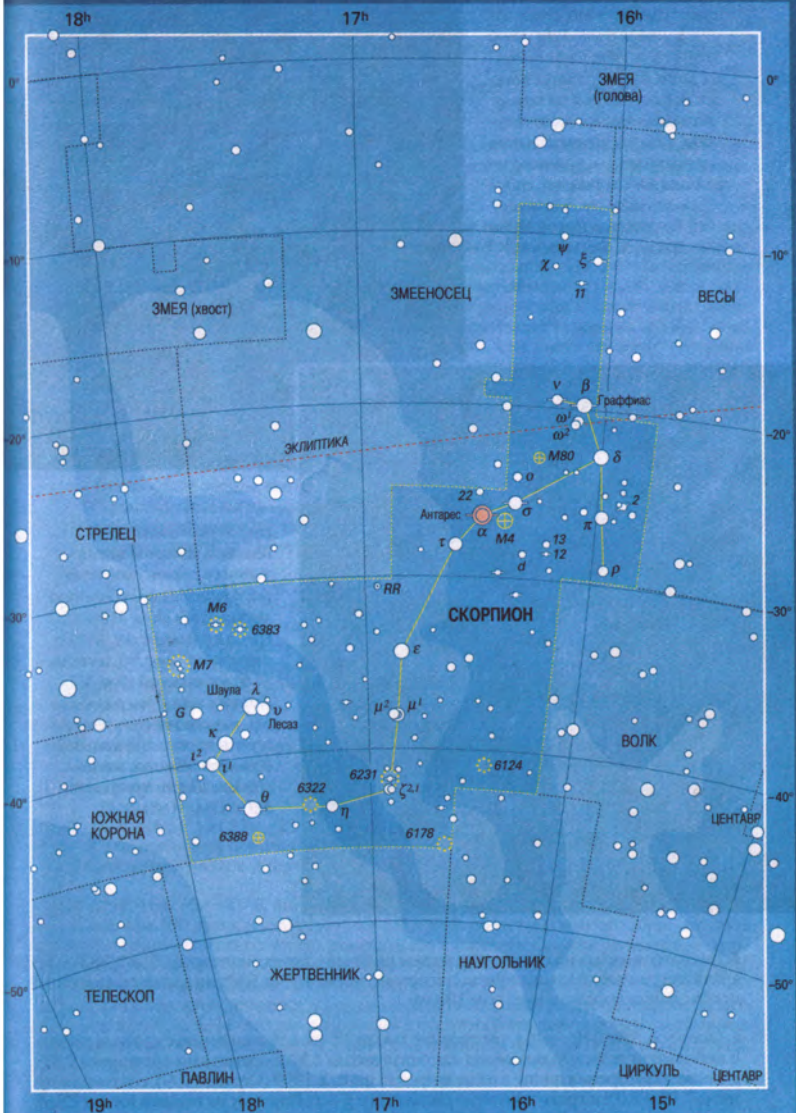 18h
17h
16h
0°
0°
ЗМЕЯ
(голова)
ψ
χ
ξ
-10°
-10°
11
ЗМЕЕНОСЕЦ
ВЕСЫ
ЗМЕЯ (хвост)
ν
β
Граффиас
ω1
ω2
-20°
-20°
ЭКЛИПТИКА
M80
δ
ο
22
2
σ
Антарес
α
M4
π
СТРЕЛЕЦ
τ
13
12
d
ρ
RR
-30°
-30°
M6
6383
СКОРПИОН
ε
M7
Шаула
λ
G
υ
Лесаз
μ2
μ1
κ
ВОЛК
ι2
ι1
6231
6124
-40°
-40°
θ
6322
η
ζ2,1
ЮЖНАЯ
КОРОНА
6388
6178
ЦЕНТАВР
ЖЕРТВЕННИК
НАУГОЛЬНИК
-50°
-50°
ТЕЛЕСКОП
ПАВЛИН
ЦИРКУЛЬ
ЦЕНТАВР
19h
18h
17h
16h
15h